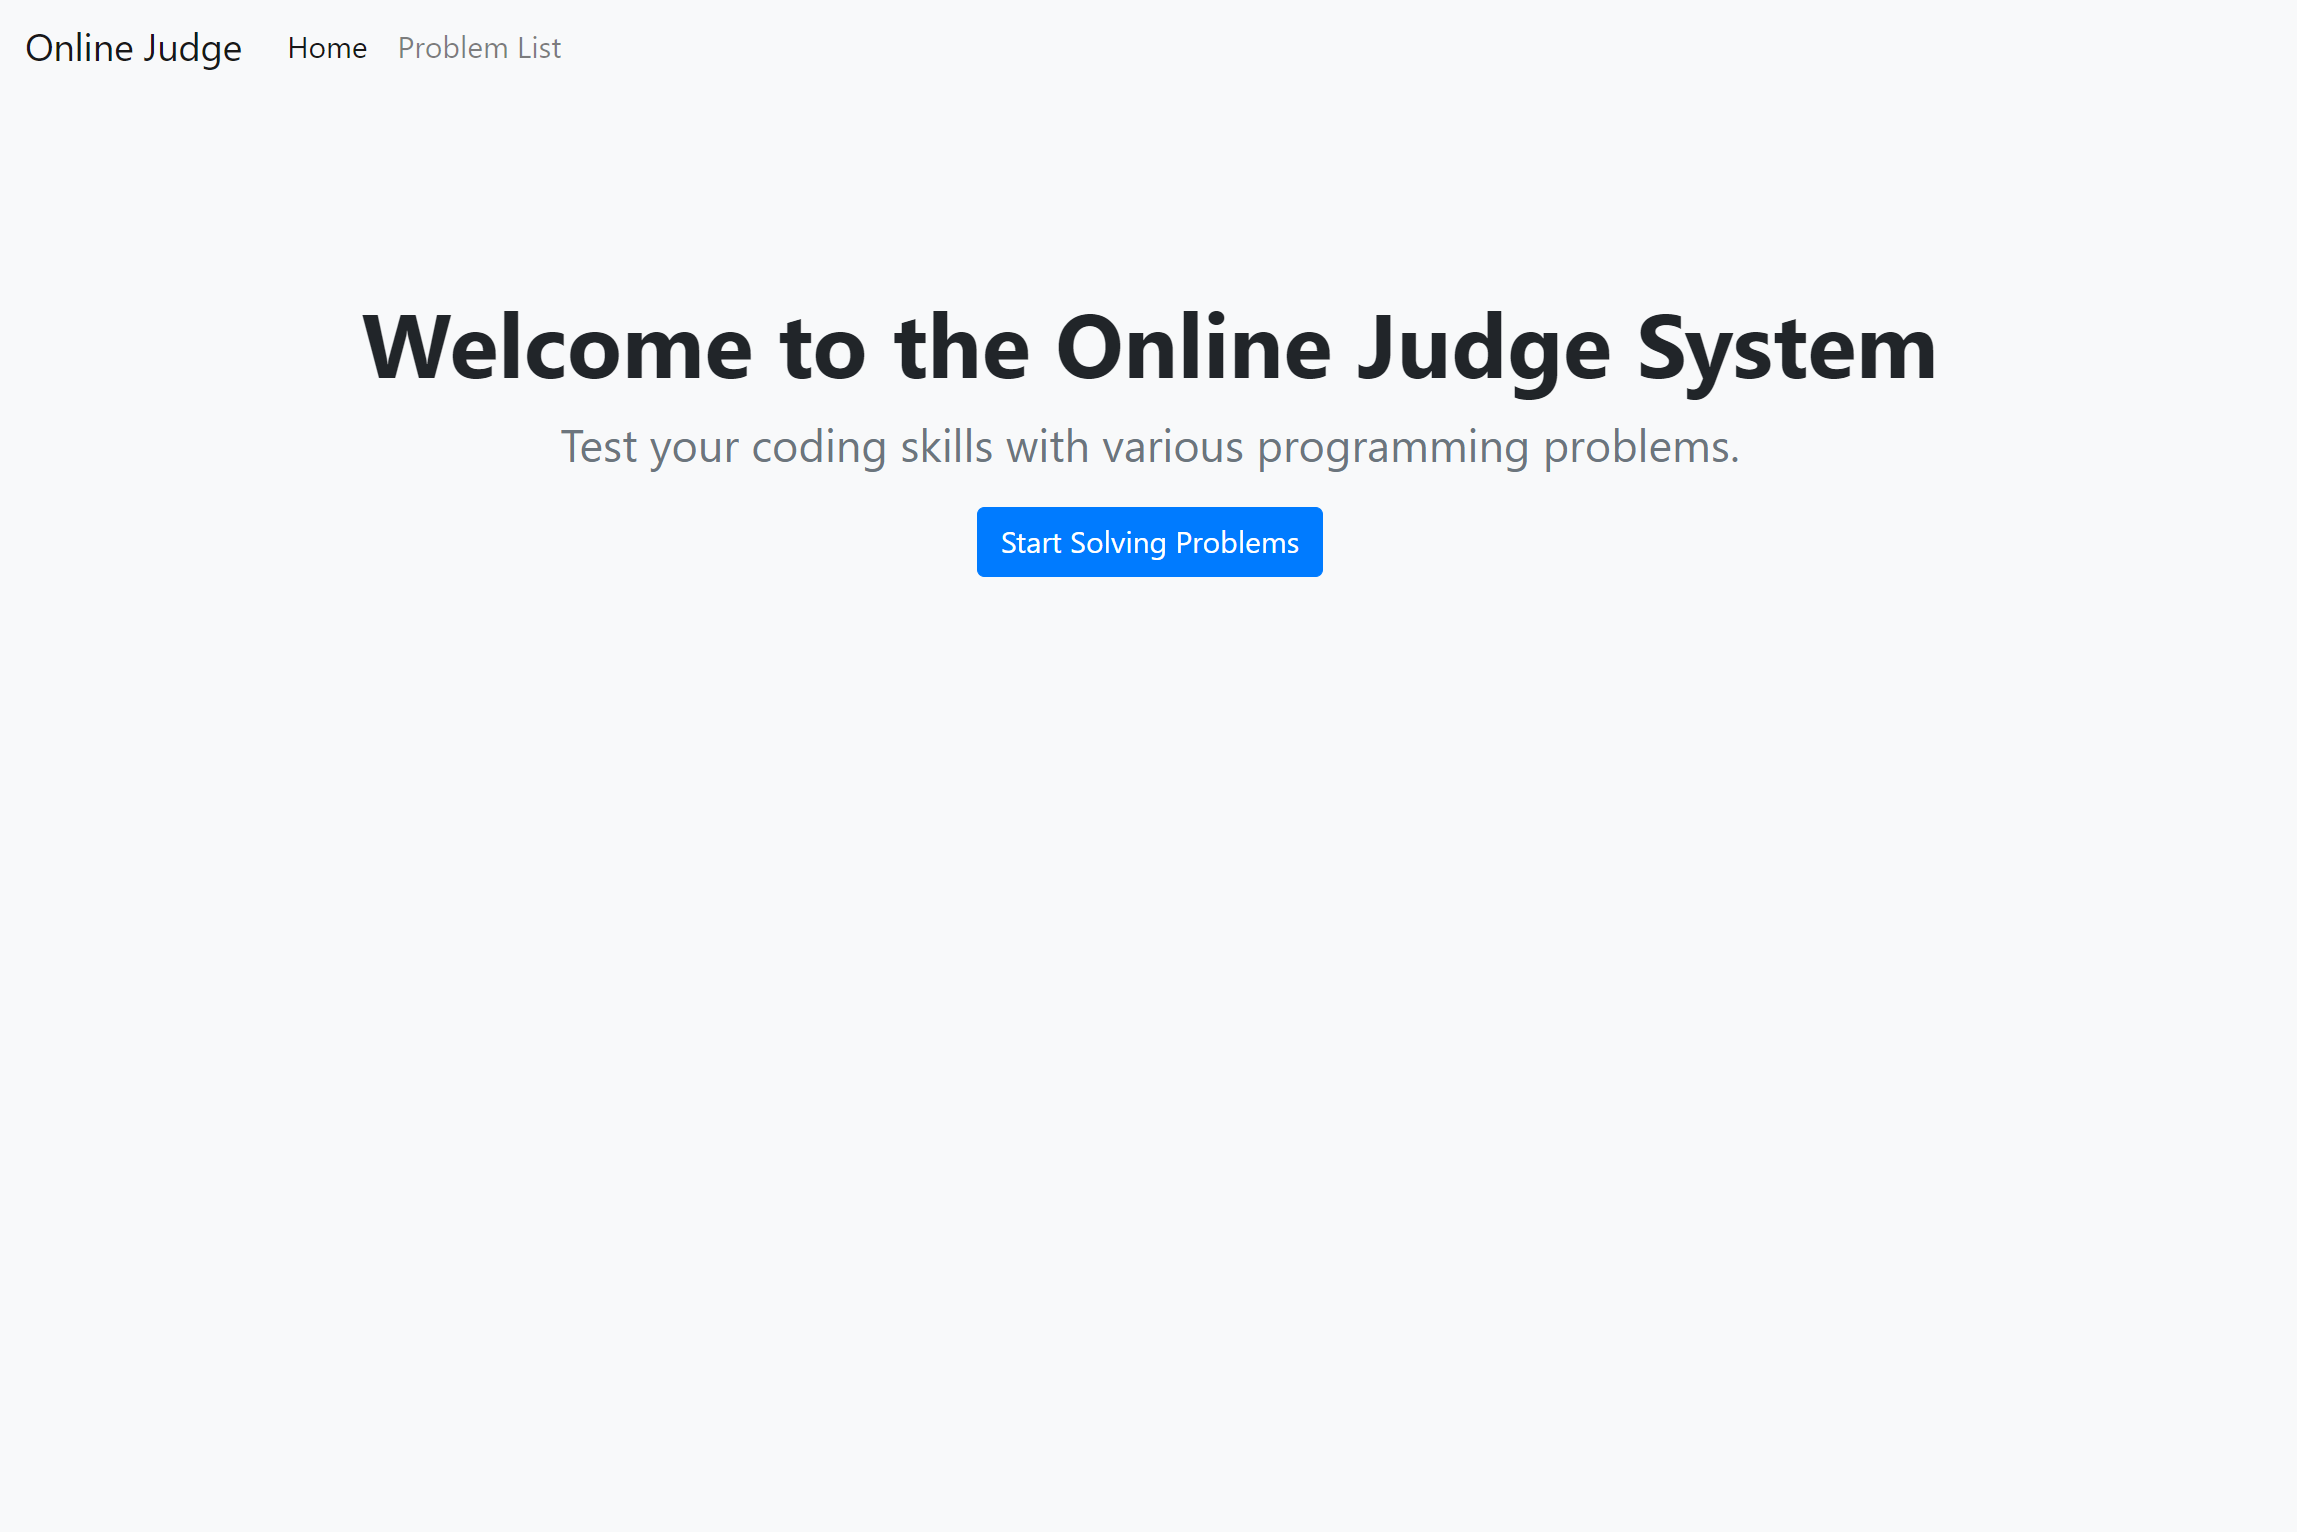 Online Judge Home Problem List
Welcome to the Online Judge System
Test your coding skills with various programming problems.
Start Solving Problems